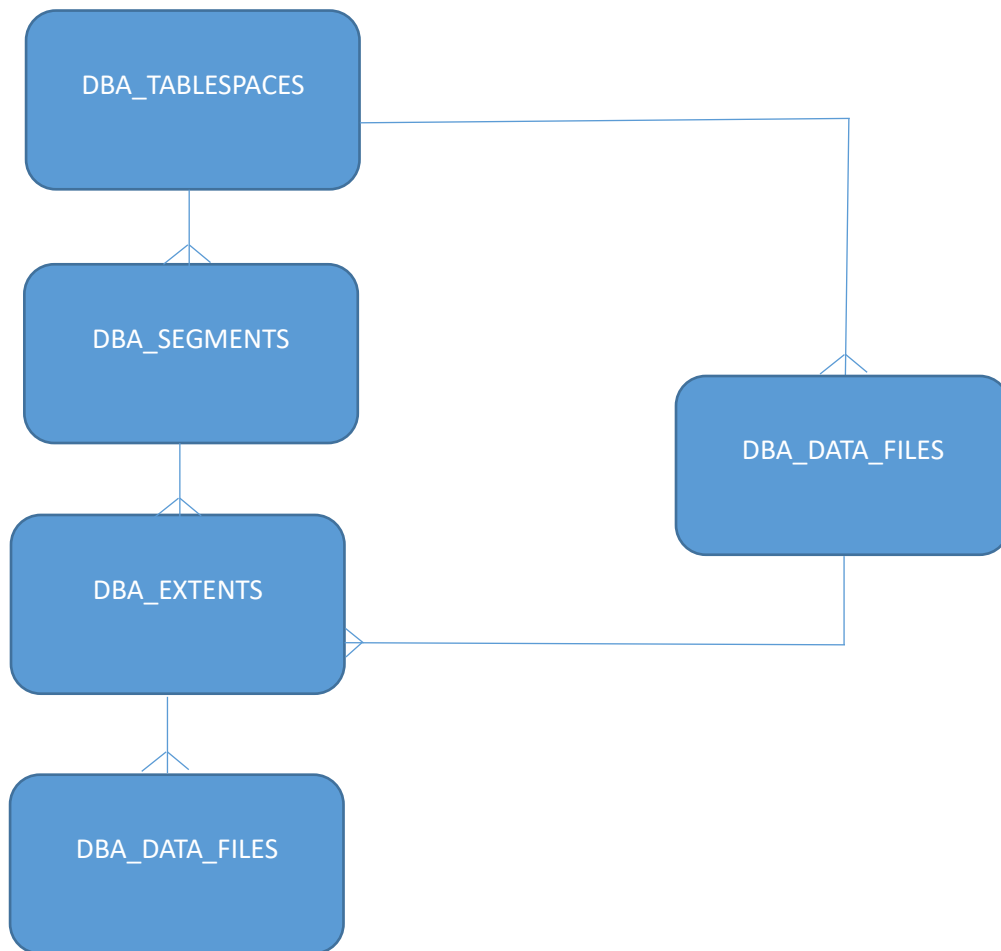 DBA_TABLESPACES
DBA_SEGMENTS
DBA_DATA_FILES
DBA_EXTENTS
DBA_DATA_FILES